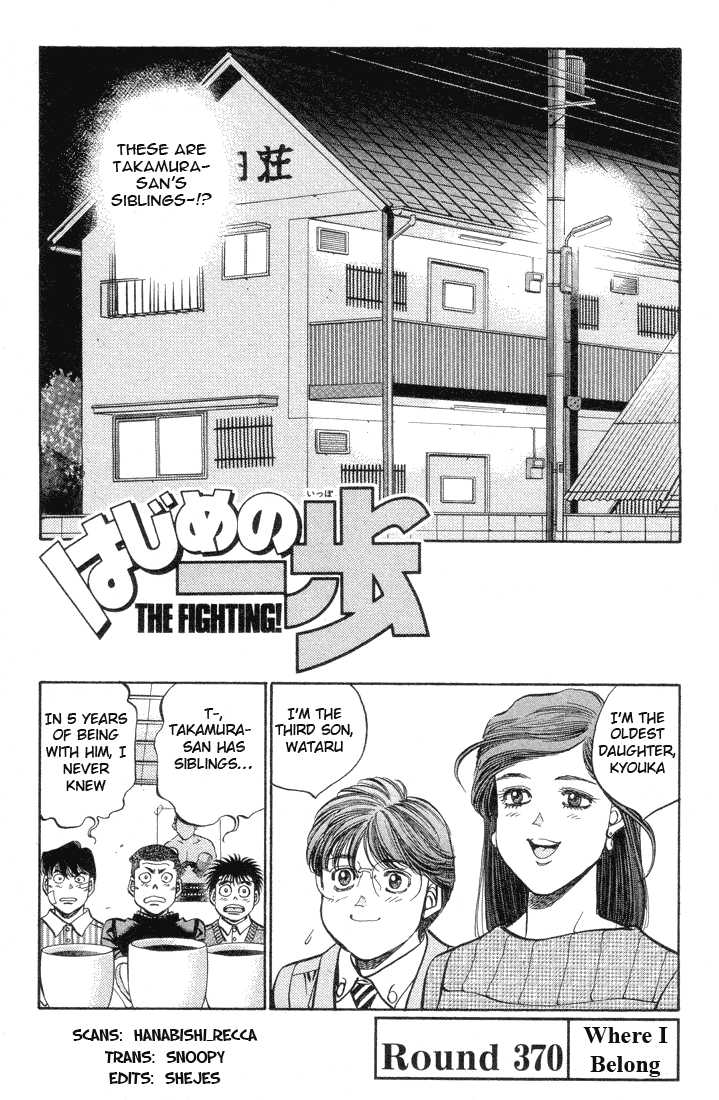 THESE ARE
TAKAMURA-
SAN'S
SIBLINGS-!?
荘
いっぽ
はじめの一歩
THE FIGHTING!
I'M THE
OLDEST
DAUGHTER,
KYOUKA
I'M THE
THIRD SON,
WATARU
T-,
TAKAMURA-
SAN HAS
SIBLINGS...
IN 5 YEARS
OF BEING
WITH HIM, I
NEVER
KNEW
SCANS: HANABISHI_RECCA
TRANS: SNOOPY
EDITS: SHEJES
Round 370
Where I
Belong